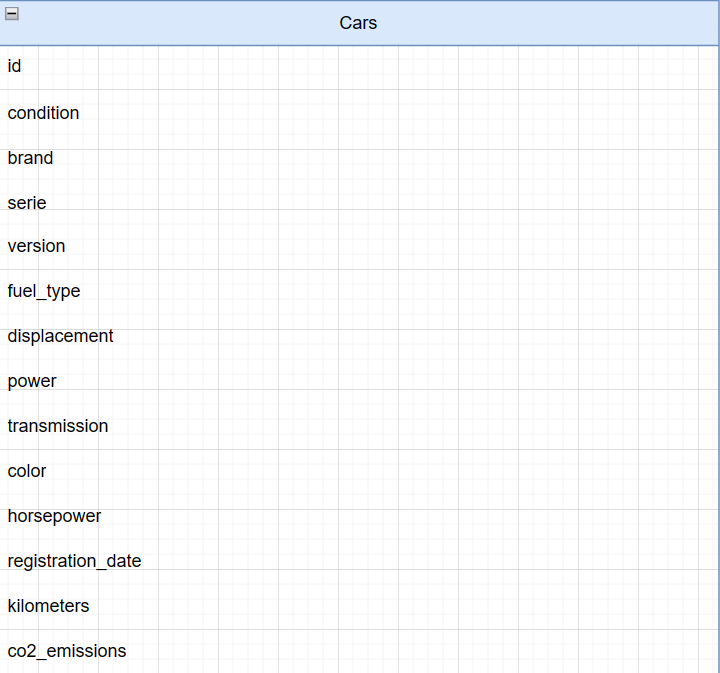 Cars
id
condition
brand
serie
version
fuel_type
displacement
power
transmission
color
horsepower
registration_date
kilometers
co2_emissions